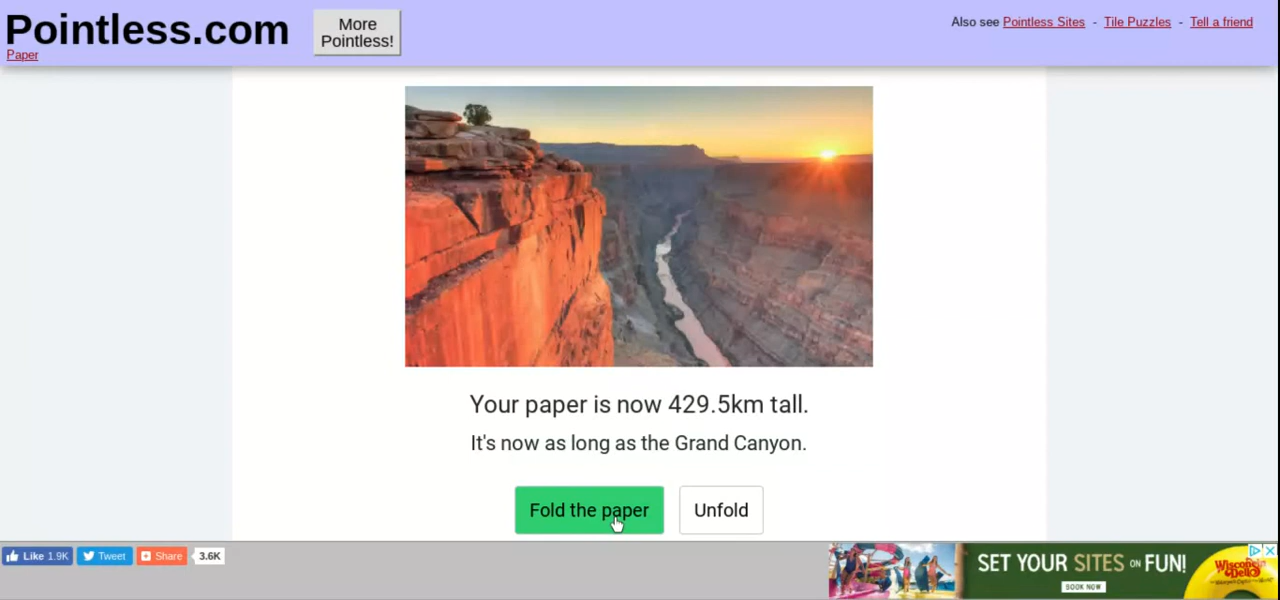 Pointless.com
More
Pointless!
Also see Pointless Sites - Tile Puzzles - Tell a friend
Paper
Your paper is now 429.5km tall.
It's now as long as the Grand Canyon.
Fold the paper
Unfold
Like 1.9K
Tweet
Share
3.6K
SET YOUR SITES ON FUN!
BOOK NOW
Wisconsin
Dells